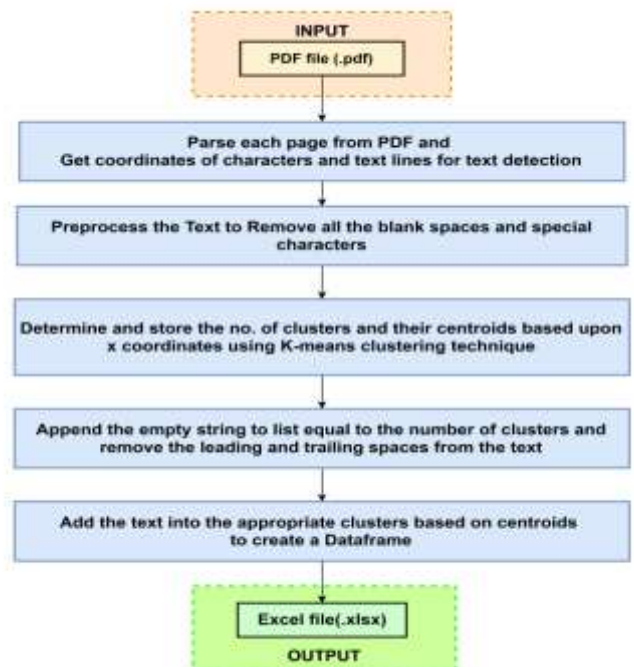 INPUT
PDF file (.pdf)
Parse each page from PDF and
Get coordinates of characters and text lines for text detection
Preprocess the Text to Remove all the blank spaces and special
characters
Determine and store the no. of clusters and their centroids based upon
x coordinates using K-means clustering technique
Append the empty string to list equal to the number of clusters and
remove the leading and trailing spaces from the text
Add the text into the appropriate clusters based on centroids
to create a Dataframe
Excel file(.xlsx)
OUTPUT